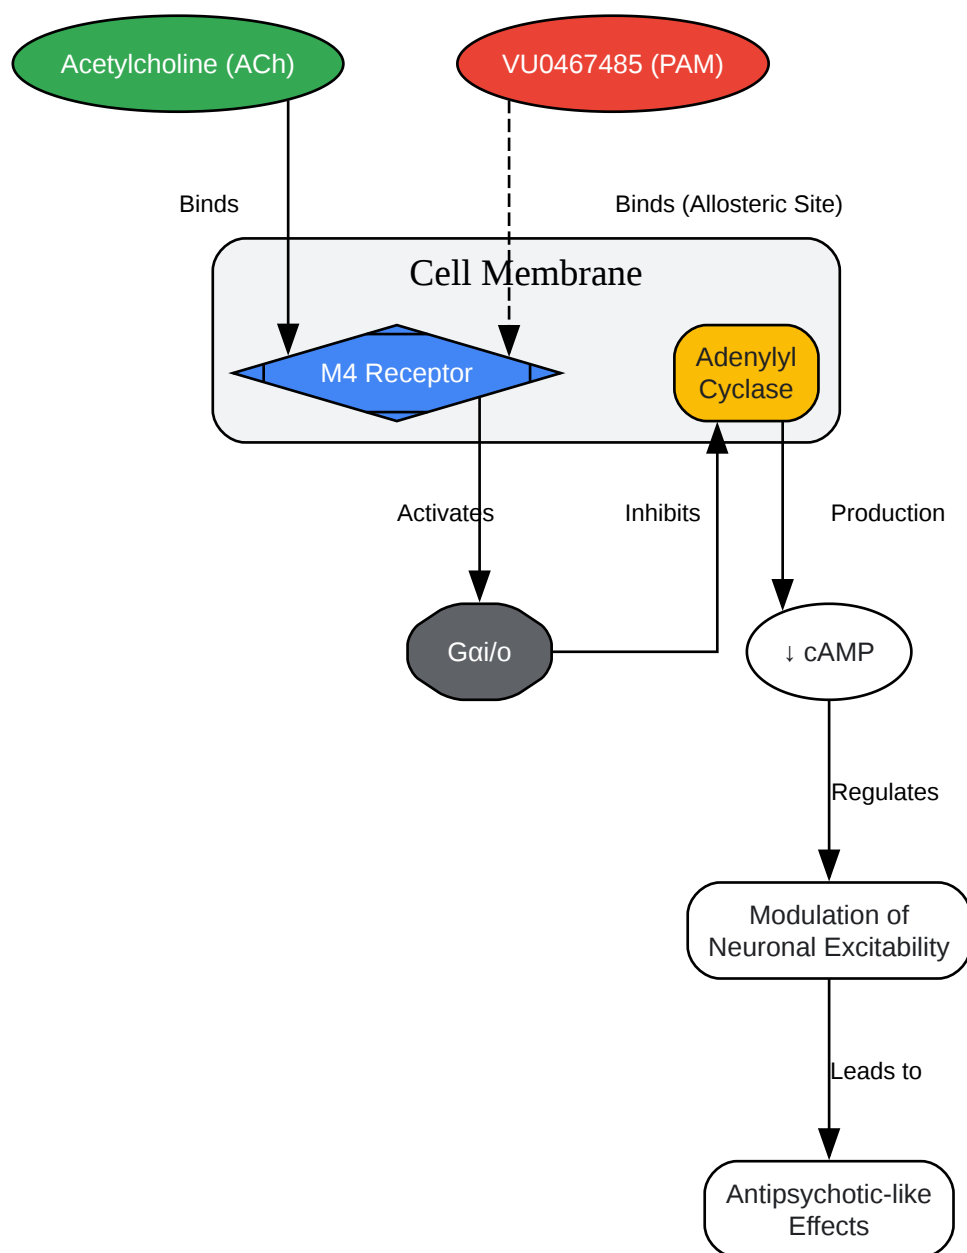 Acetylcholine (ACh)
VU0467485 (PAM)
Binds
Binds (Allosteric Site)
Cell Membrane
M4 Receptor
Adenylyl
Cyclase
Activates
Inhibits
Production
Gαi/o
↓ cAMP
Regulates
Modulation of
Neuronal Excitability
Leads to
Antipsychotic-like
Effects